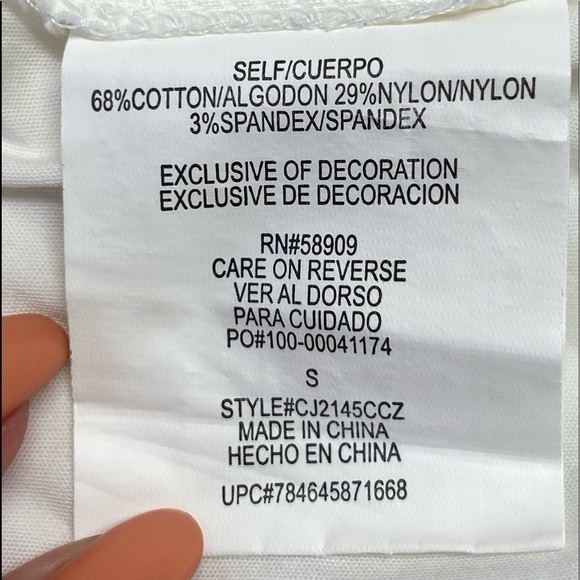 SELF/CUERPO
68%COTTON/ALGODON 29%NYLON/NYLON
3%SPANDEX/SPANDEX
EXCLUSIVE OF DECORATION
EXCLUSIVE DE DECORACION
RN#58909
CARE ON REVERSE
VER AL DORSO
PARA CUIDADO
PO#100-00041174
S
STYLE#CJ2145CCZ
MADE IN CHINA
HECHO EN CHINA
UPC#784645871668